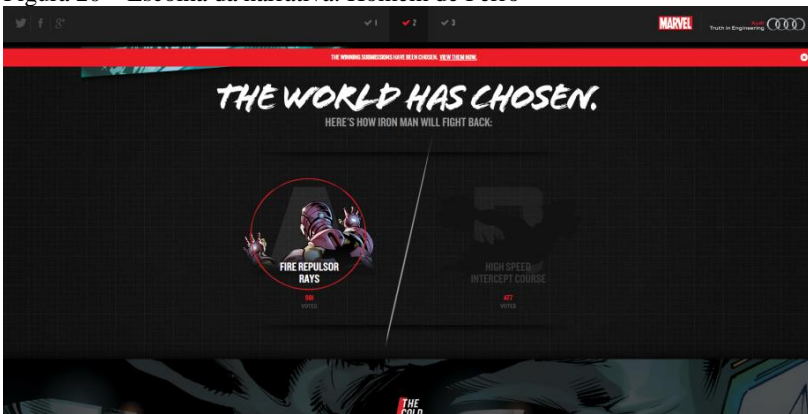 Figura 20 – Escolha da narrativa: Homem de Ferro
1 2 3
MARVEL
Audi
Truth in Engineering
THE WINNING SUBMISSIONS HAVE BEEN CHOSEN. VIEW THEM NOW.
THE WORLD HAS CHOSEN.
HERE'S HOW IRON MAN WILL FIGHT BACK:
A
FIRE REPULSOR
RAYS
VOTES
HIGH SPEED
INTERCEPT COURSE
477
VOTES
THE
COLD